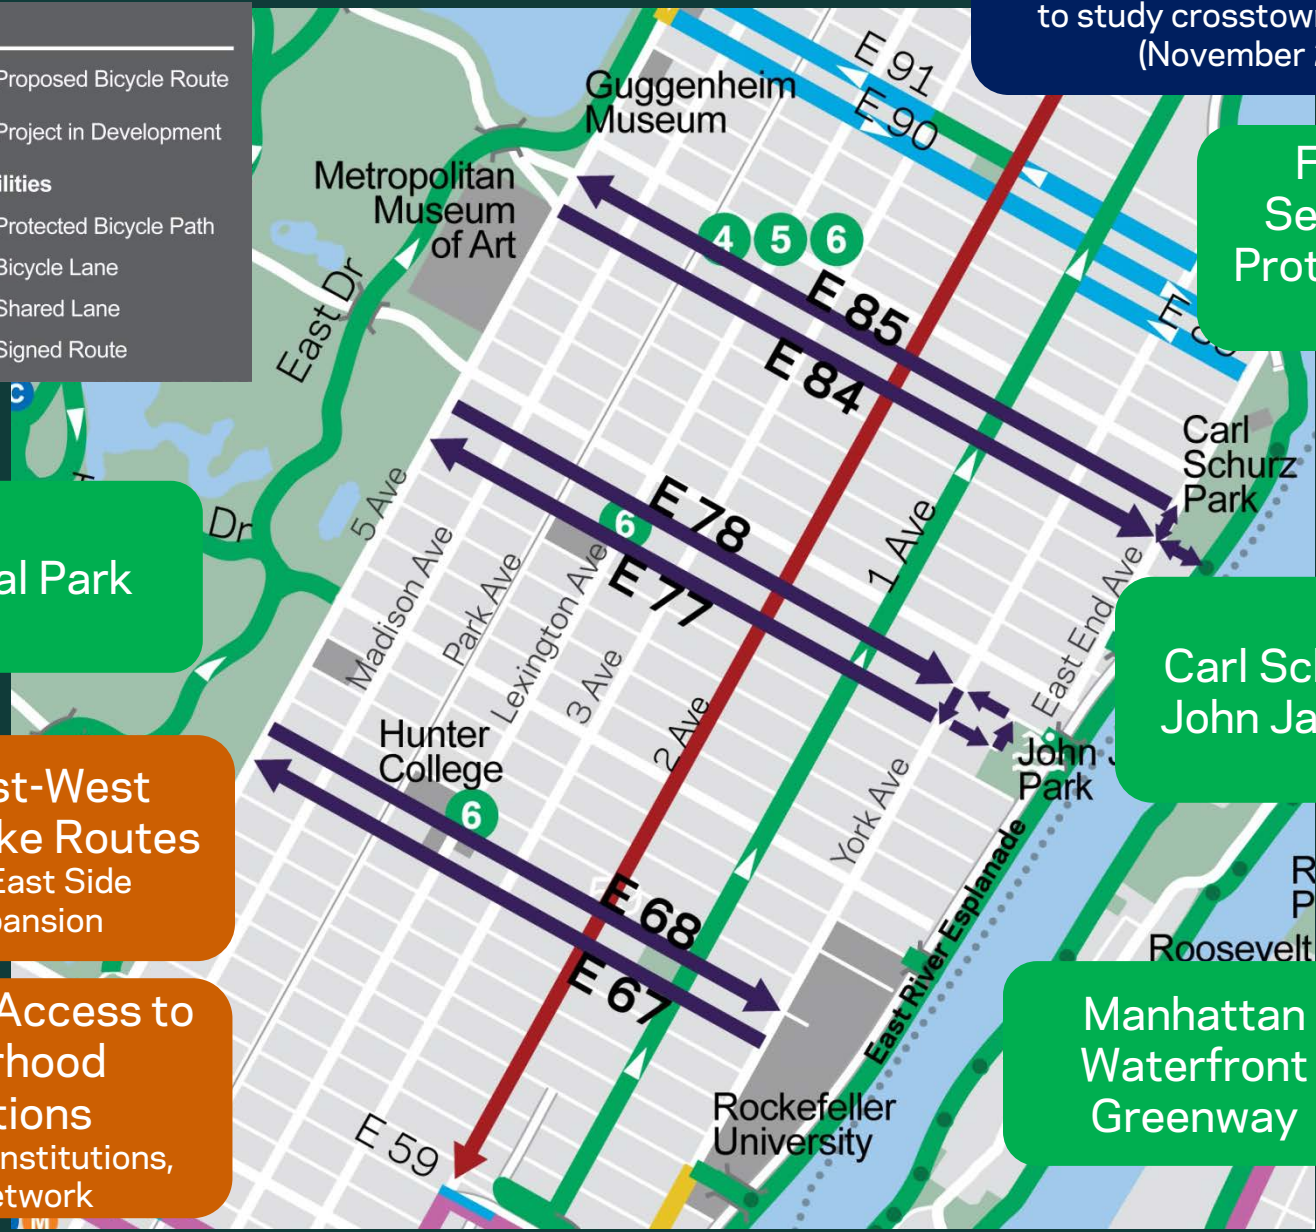 Proposed Bicycle Route
Project in Development
ilities
Protected Bicycle Path
Bicycle Lane
Shared Lane
Signed Route
to study crosstow
(November
E 91
E 90
Guggenheim
Museum
Metropolitan
Museum
of Art
4 5 6
E 85
E 84
East Dr
F
Se
Prot
Carl
Schurz
Park
C
Dr
al Park
5 Ave
Madison Ave
Park Ave
Lexington Ave
3 Ave
2 Ave
1 Ave
York Ave
East End Ave
6
E 78
E 77
Carl Sc
John Ja
John J
Park
st-West
ke Routes
East Side
pansion
Hunter
College
6
E 68
E 67
East River Esplanade
R
P
Roosevelt
Access to
rhood
tions
nstitutions,
etwork
M
E 59
Rockefeller
University
Manhattan
Waterfront
Greenway